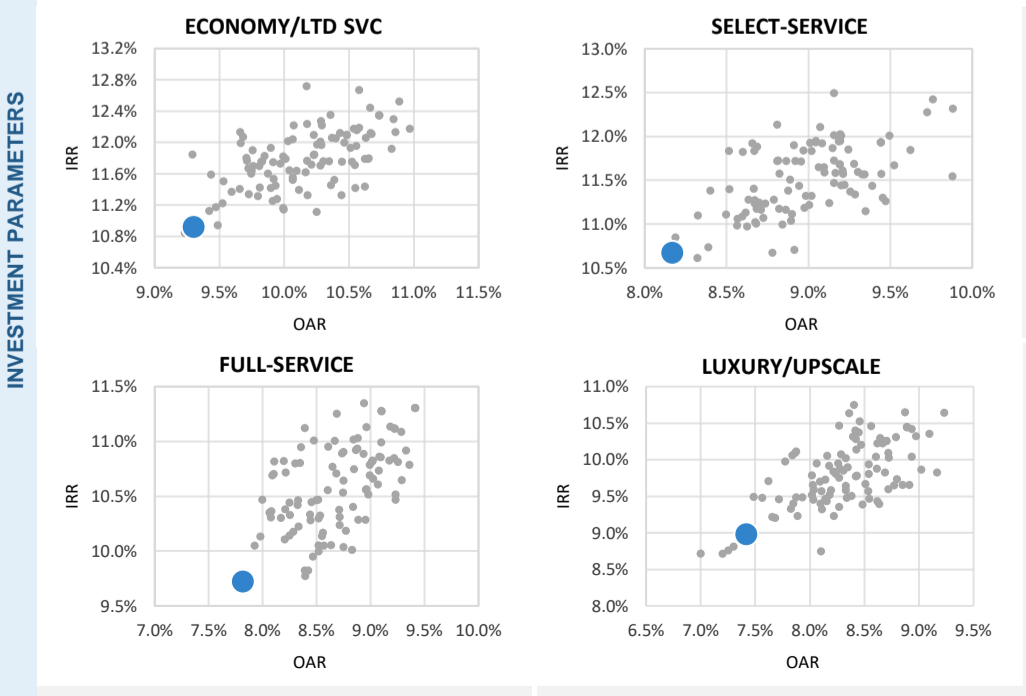 INVESTMENT PARAMETERS
ECONOMY/LTD SVC
13.2%
12.8%
12.4%
12.0%
11.6%
11.2%
10.8%
10.4%
IRR
9.0% 9.5% 10.0% 10.5% 11.0% 11.5%
OAR
SELECT-SERVICE
13.0%
12.5%
12.0%
11.5%
11.0%
10.5%
IRR
8.0% 8.5% 9.0% 9.5% 10.0%
OAR
FULL-SERVICE
11.5%
11.0%
10.5%
10.0%
9.5%
IRR
7.0% 7.5% 8.0% 8.5% 9.0% 9.5% 10.0%
OAR
LUXURY/UPSCALE
11.0%
10.5%
10.0%
9.5%
9.0%
8.5%
8.0%
IRR
6.5% 7.0% 7.5% 8.0% 8.5% 9.0% 9.5%
OAR